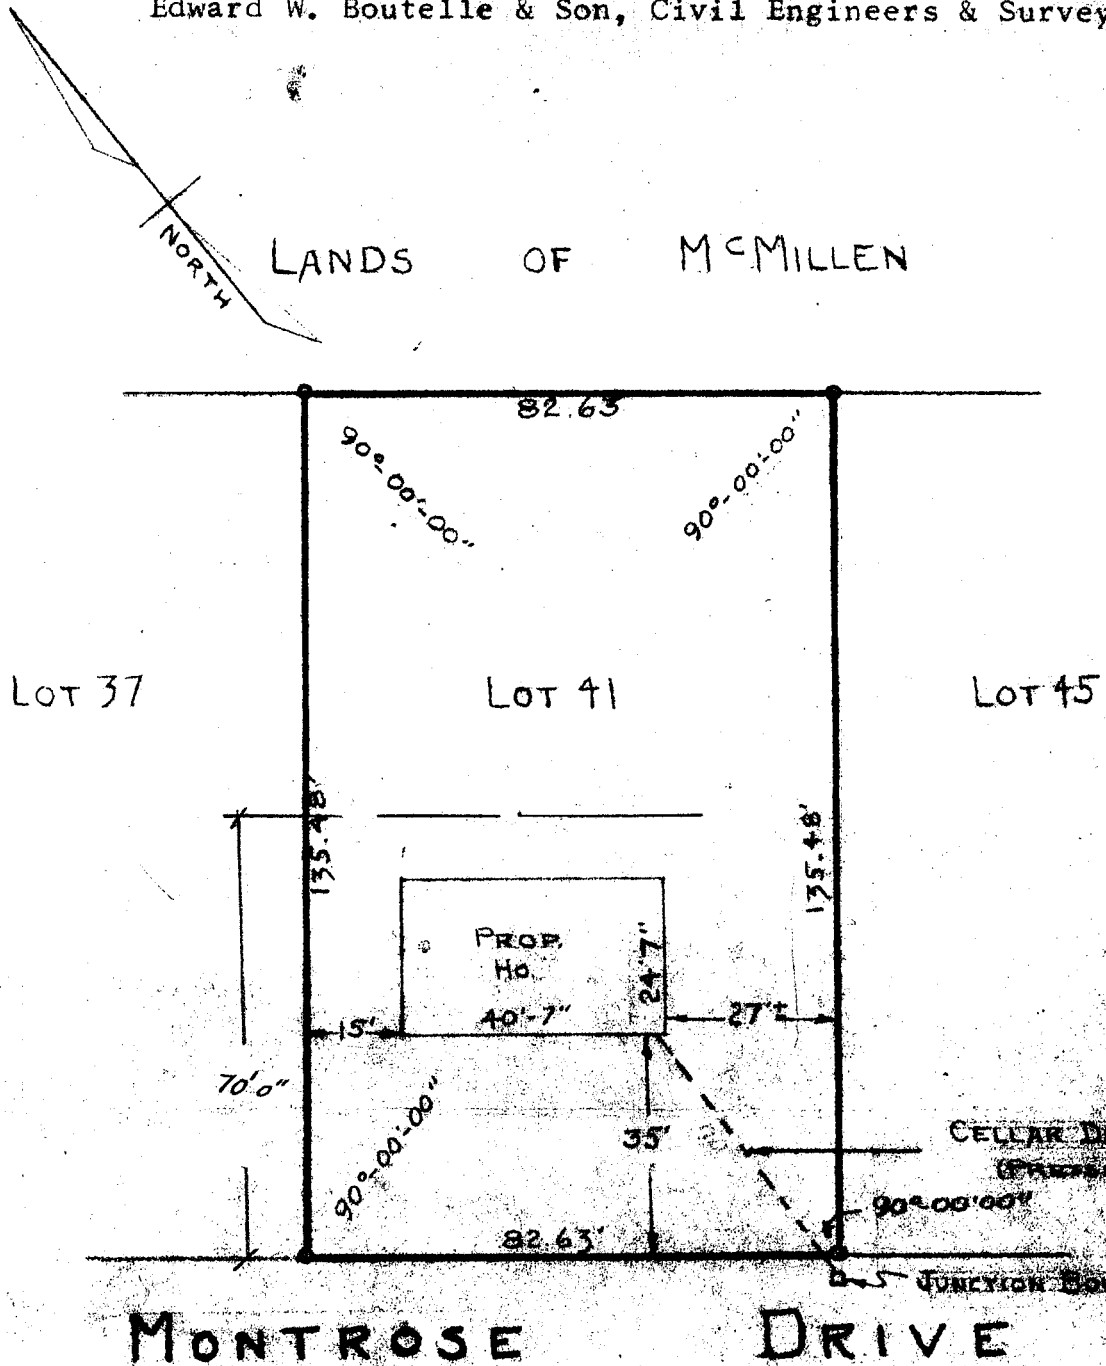 Edward W. Boutelle & Son, Civil Engineers & Survey
NORTH
LANDS OF McMILLEN
82.63'
90°-00'-00"
90°-00'-00"
LOT 37
LOT 41
LOT 45
135.48'
135.48'
PROP.
HO.
24'7"
40'-7"
15'
27'±
70'0"
90°-00'-00"
35'
CELLAR
90°00'00"
82.63'
JUNCTION
MONTROSE DRIVE